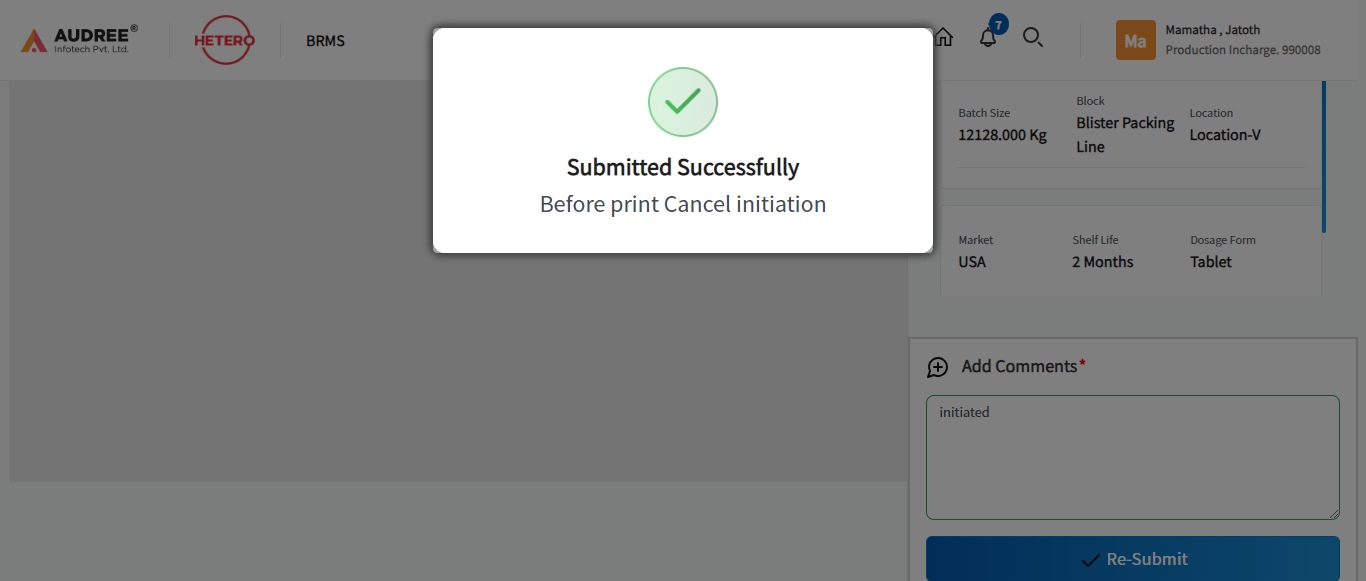 AUDREE®
Infotech Pvt. Ltd.
HETERO
BRMS
7
Ma
Mamatha , Jatoth
Production Incharge. 990008
Submitted Successfully
Before print Cancel initiation
Batch Size
12128.000 Kg
Block
Blister Packing
Line
Location
Location-V
Market
USA
Shelf Life
2 Months
Dosage Form
Tablet
Add Comments*
initiated
Re-Submit